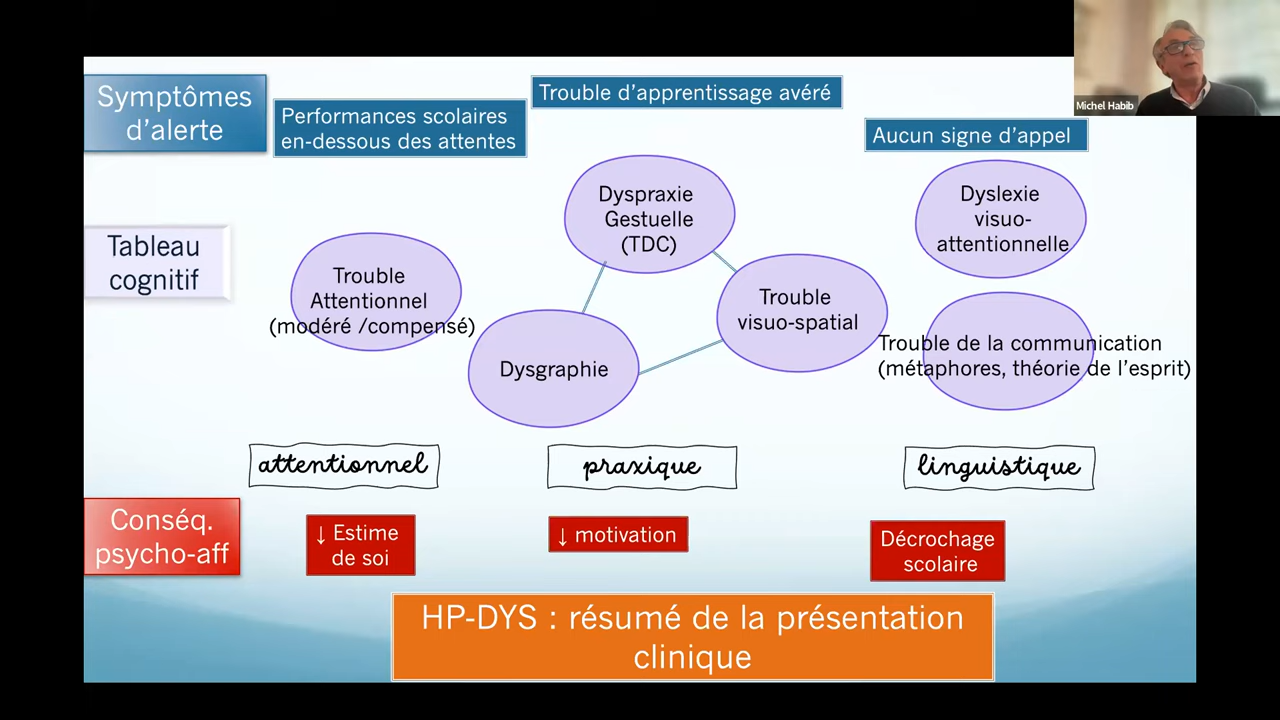 Michel Habib
Symptômes
d'alerte
Performances scolaires
en-dessous des attentes
Trouble d'apprentissage avéré
Aucun signe d'appel
Tableau
cognitif
Trouble
Attentionnel
(modéré /compensé)
Dyspraxie
Gestuelle
(TDC)
Dysgraphie
Trouble
visuo-spatial
Dyslexie
visuo-
attentionnelle
Trouble de la communication
(métaphores, théorie de l'esprit)
attentionnel
praxique
linguistique
Conséq.
psycho-aff
↓ Estime
de soi
↓ motivation
Décrochage
scolaire
HP-DYS : résumé de la présentation
clinique